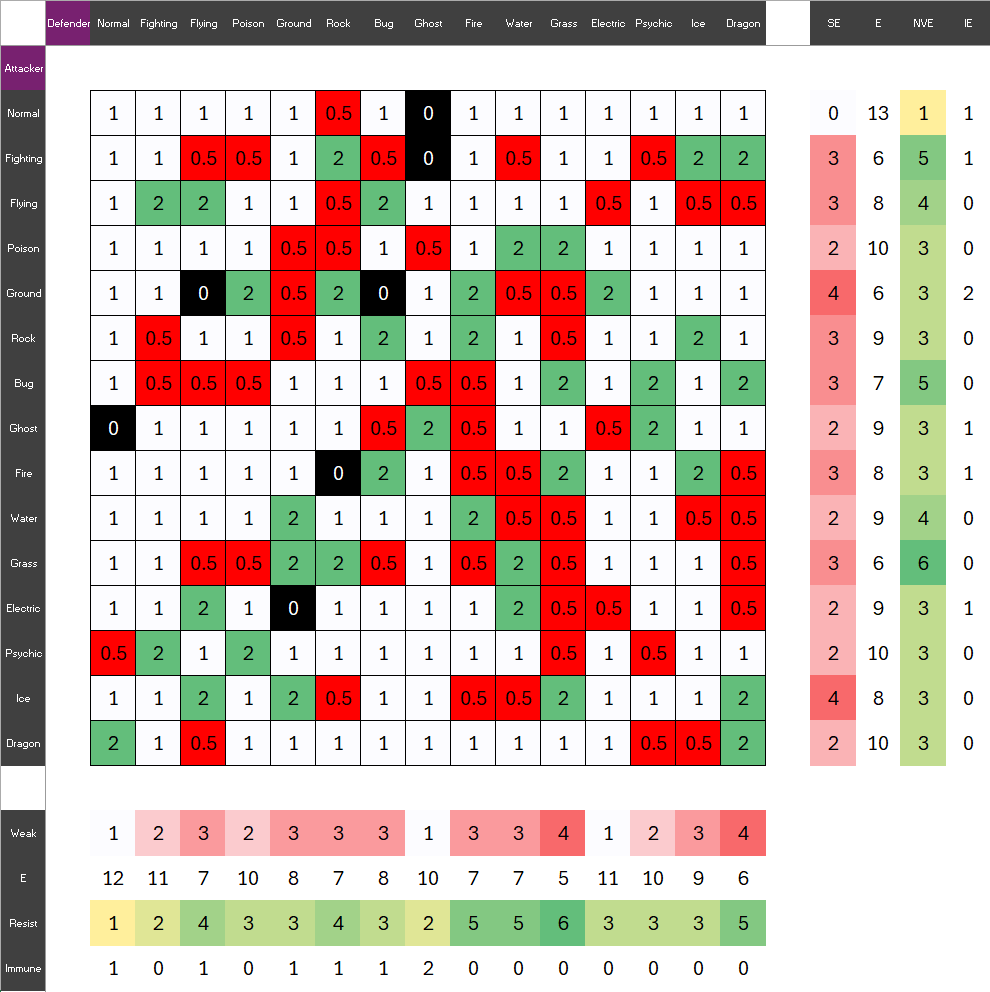 Defender Normal Fighting Flying Poison Ground Rock Bug Ghost Fire Water Grass Electric Psychic Ice Dragon SE E NVE IE
Attacker
Normal 1 1 1 1 1 0.5 1 0 1 1 1 1 1 1 1 0 13 1 1
Fighting 1 1 0.5 0.5 1 2 0.5 0 1 0.5 1 1 0.5 2 2 3 6 5 1
Flying 1 2 2 1 1 0.5 2 1 1 1 1 0.5 1 0.5 0.5 3 8 4 0
Poison 1 1 1 1 0.5 0.5 1 0.5 1 2 2 1 1 1 1 2 10 3 0
Ground 1 1 0 2 0.5 2 0 1 2 0.5 0.5 2 1 1 1 4 6 3 2
Rock 1 0.5 1 1 0.5 1 2 1 2 1 0.5 1 1 2 1 3 9 3 0
Bug 1 0.5 0.5 0.5 1 1 1 0.5 0.5 1 2 1 2 1 2 3 7 5 0
Ghost 0 1 1 1 1 1 0.5 2 0.5 1 1 0.5 2 1 1 2 9 3 1
Fire 1 1 1 1 1 0 2 1 0.5 0.5 2 1 1 2 0.5 3 8 3 1
Water 1 1 1 1 2 1 1 1 2 0.5 0.5 1 1 0.5 0.5 2 9 4 0
Grass 1 1 0.5 0.5 2 2 0.5 1 0.5 2 0.5 1 1 1 0.5 3 6 6 0
Electric 1 1 2 1 0 1 1 1 1 2 0.5 0.5 1 1 0.5 2 9 3 1
Psychic 0.5 2 1 2 1 1 1 1 1 1 0.5 1 0.5 1 1 2 10 3 0
Ice 1 1 2 1 2 0.5 1 1 0.5 0.5 2 1 1 1 2 4 8 3 0
Dragon 2 1 0.5 1 1 1 1 1 1 1 1 1 0.5 0.5 2 2 10 3 0
Weak 1 2 3 2 3 3 3 1 3 3 4 1 2 3 4
E 12 11 7 10 8 7 8 10 7 7 5 11 10 9 6
Resist 1 2 4 3 3 4 3 2 5 5 6 3 3 3 5
Immune 1 0 1 0 1 1 1 2 0 0 0 0 0 0 0